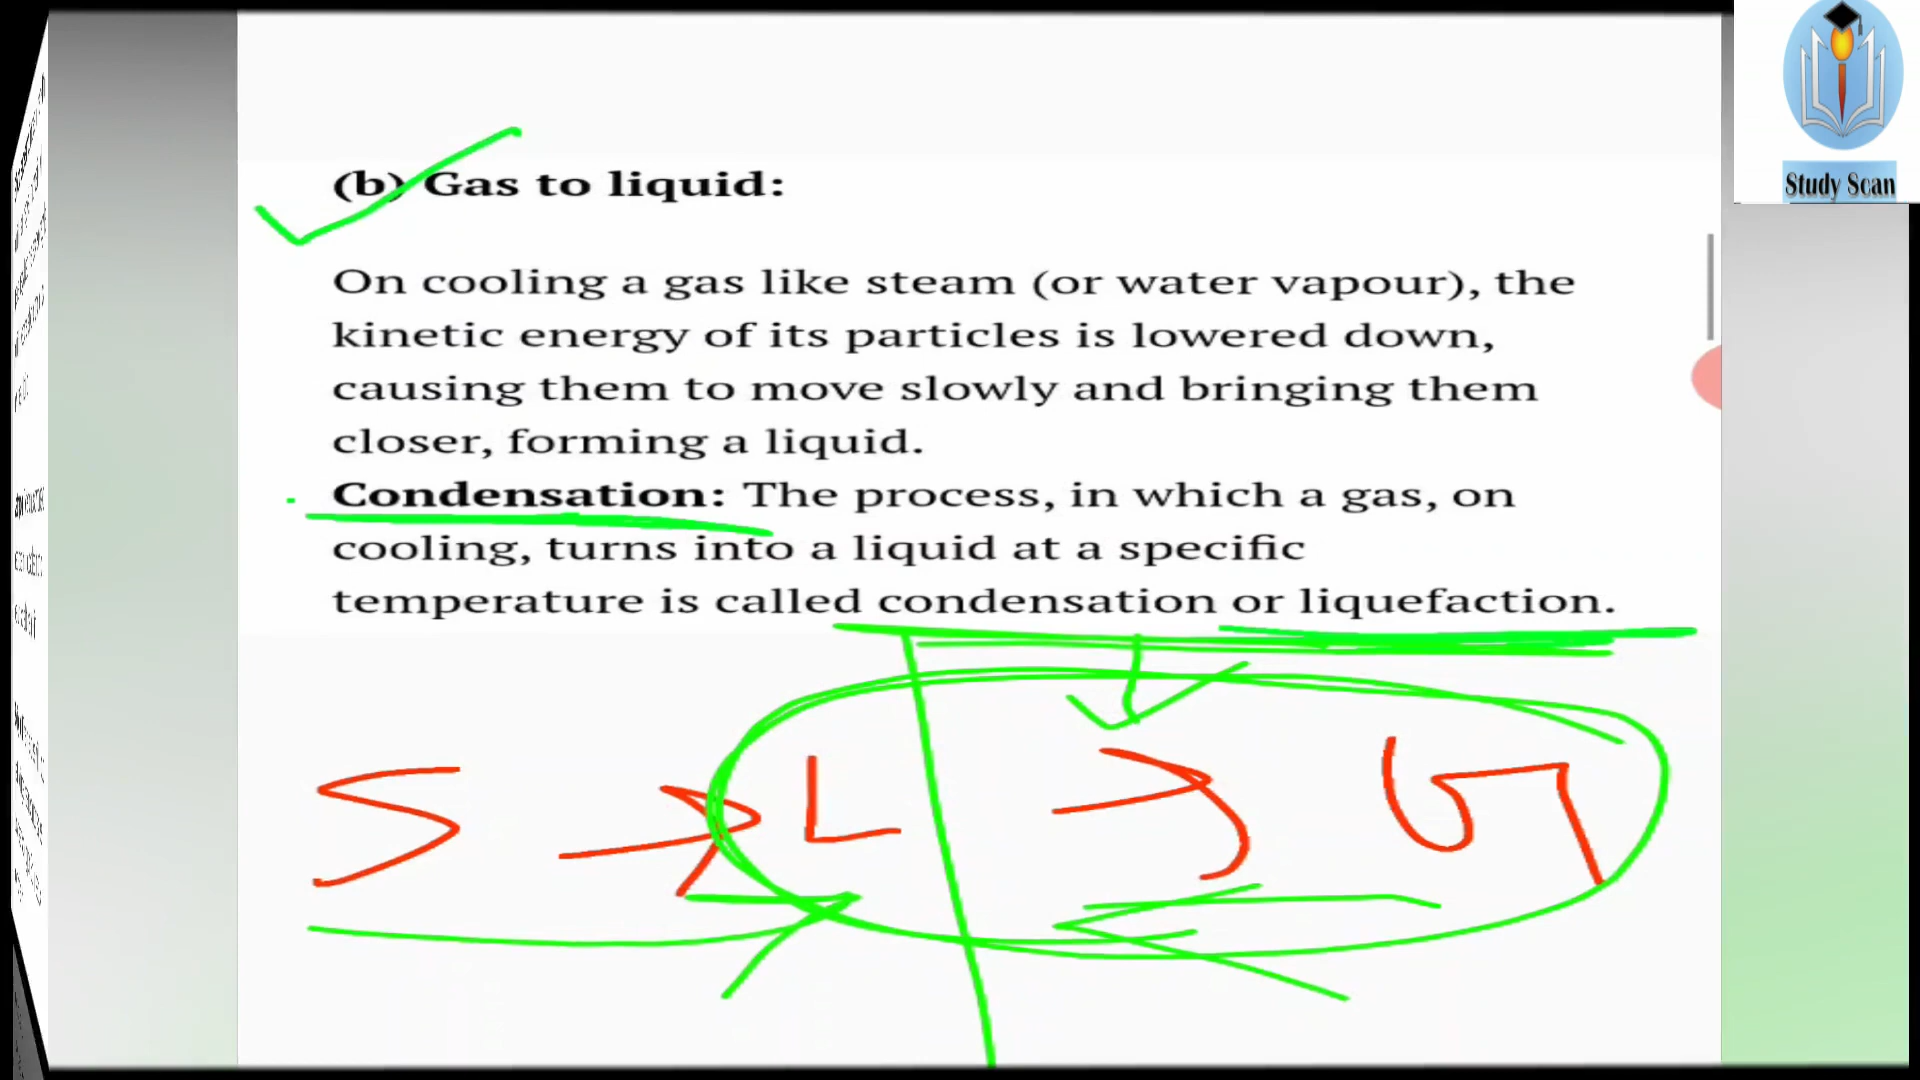 Study Scan
(b) Gas to liquid:
On cooling a gas like steam (or water vapour), the
kinetic energy of its particles is lowered down,
causing them to move slowly and bringing them
closer, forming a liquid.
Condensation: The process, in which a gas, on
cooling, turns into a liquid at a specific
temperature is called condensation or liquefaction.
S → L → G